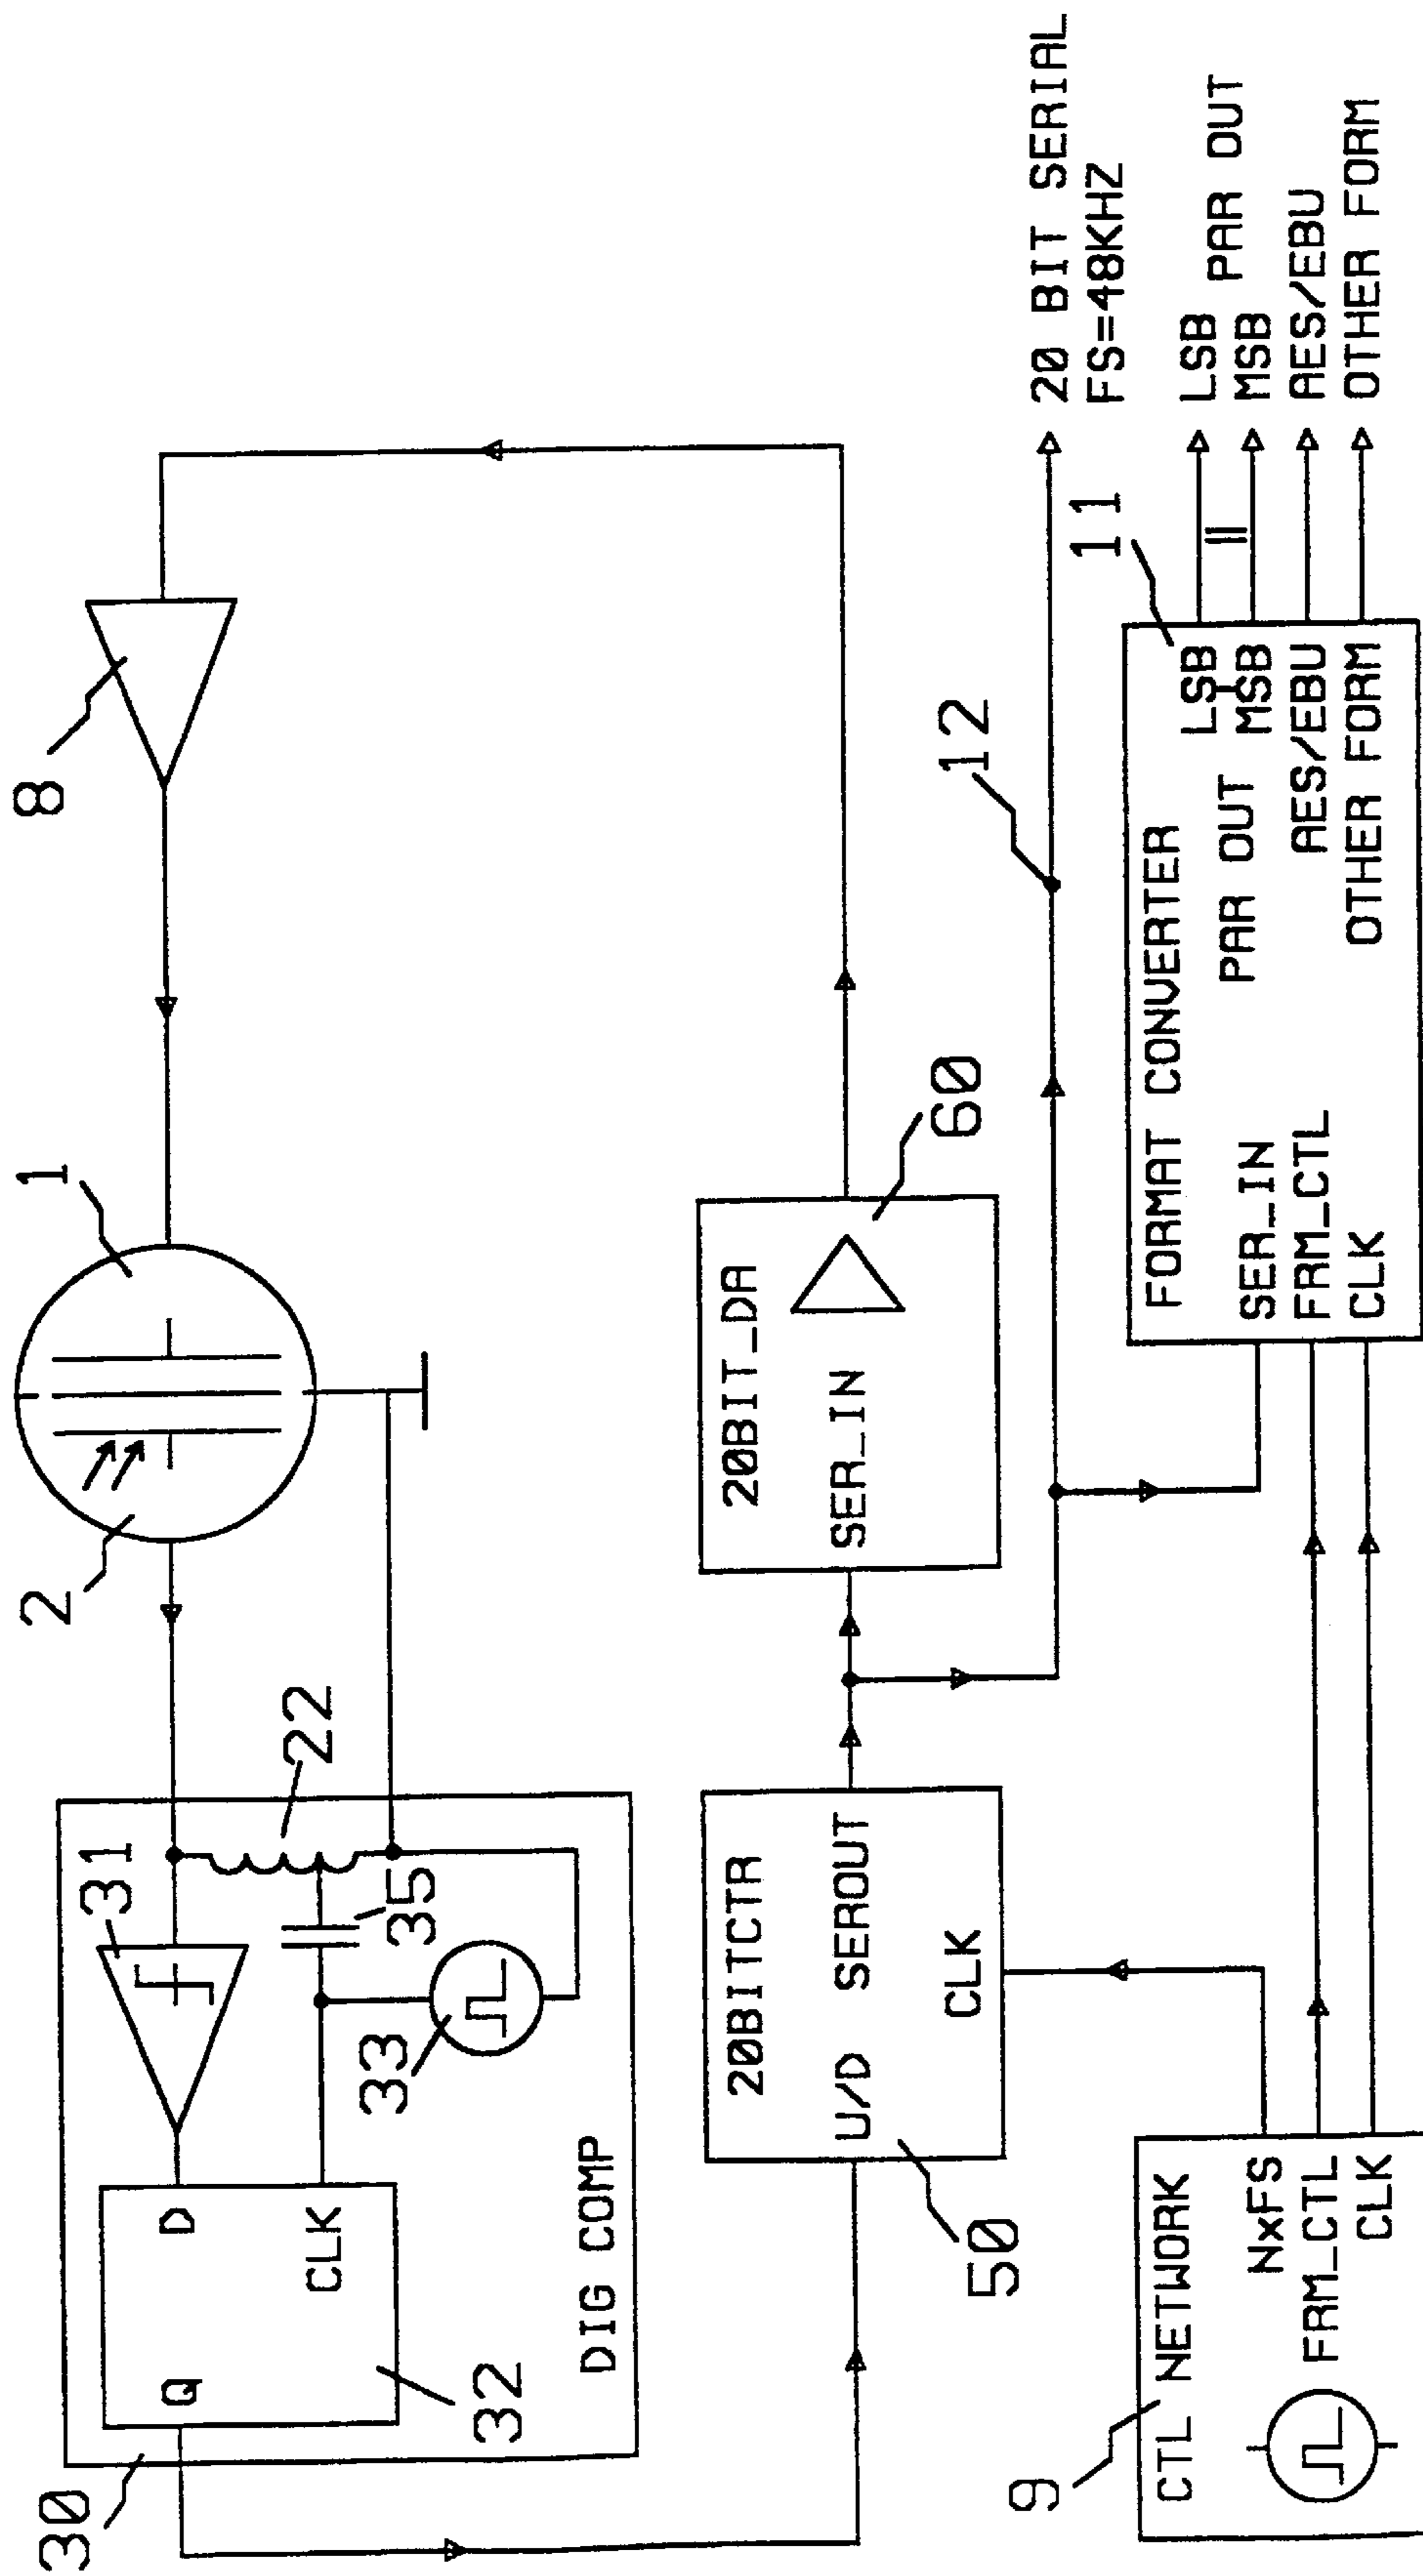 8
1
2
22
31
35
33
D
CLK
Q
32
DIG COMP
30
20BIT_DA
SER_IN
60
20BITCTR
U/D SEROUT
CLK
50
12
20 BIT SERIAL
FS=48KHZ
11
FORMAT CONVERTER
LSB
PAR OUT
MSB
SER_IN
AES/EBU
FRM_CTL
OTHER FORM
CLK
LSB
PAR OUT
MSB
AES/EBU
OTHER FORM
9
CTL NETWORK
NxFS
FRM_CTL
CLK